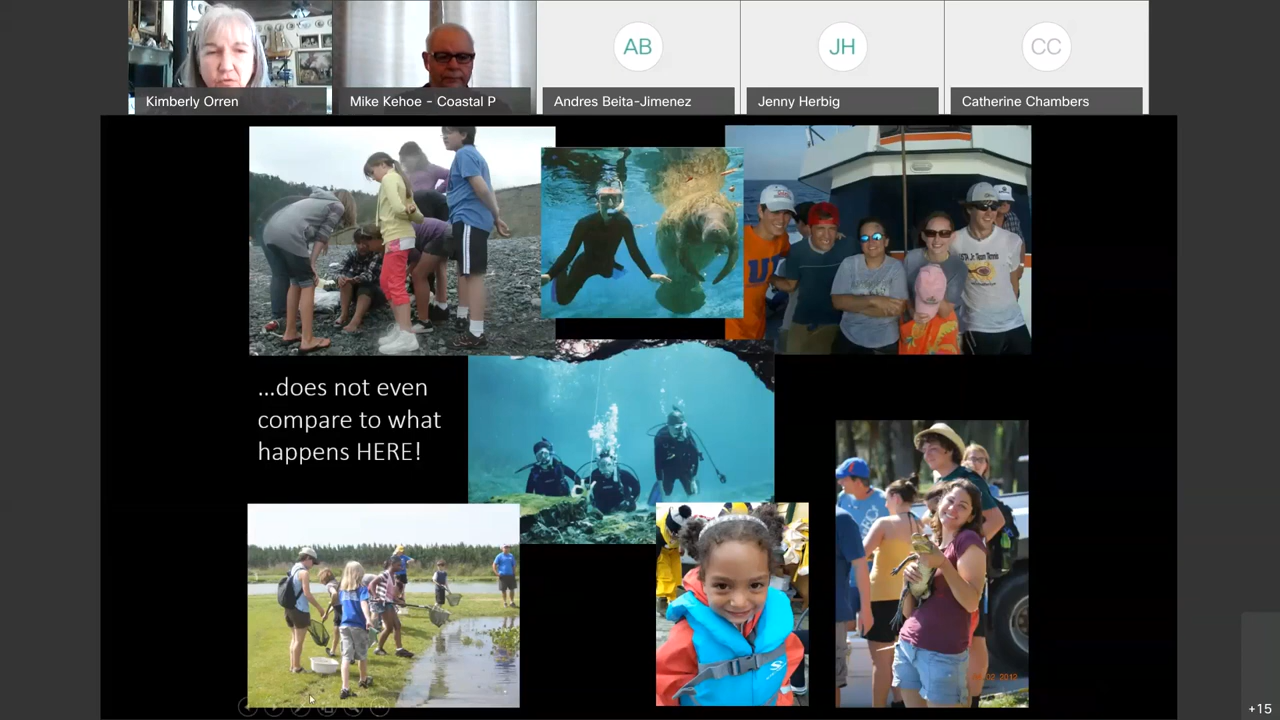 AB
JH
CC
Kimberly Orren
Mike Kehoe - Coastal P
Andres Beita-Jimenez
Jenny Herbig
Catherine Chambers
...does not even
compare to what
happens HERE!
+15